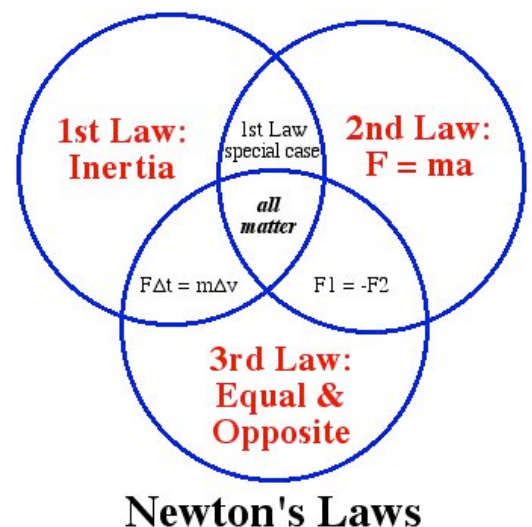 1st Law:
Inertia
1st Law
special case
2nd Law:
F = ma
all
matter
FΔt = mΔv
F1 = -F2
3rd Law:
Equal &
Opposite
Newton's Laws